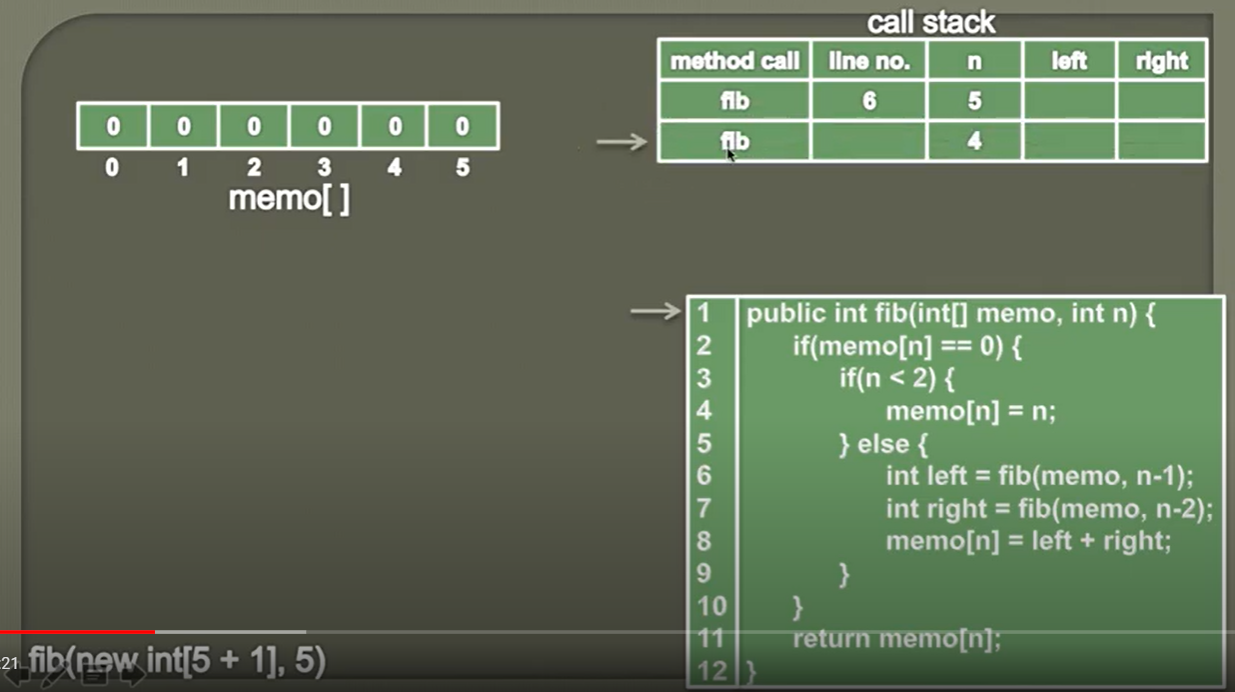 call stack
method call line no. n left right
fib 6 5
fib 4
0 0 0 0 0 0
0 1 2 3 4 5
memo[ ]
1 public int fib(int[] memo, int n) {
2 if(memo[n] == 0) {
3 if(n < 2) {
4 memo[n] = n;
5 } else {
6 int left = fib(memo, n-1);
7 int right = fib(memo, n-2);
8 memo[n] = left + right;
9 }
10 }
11 return memo[n];
12 }
:21 fib(new int[5 + 1], 5)